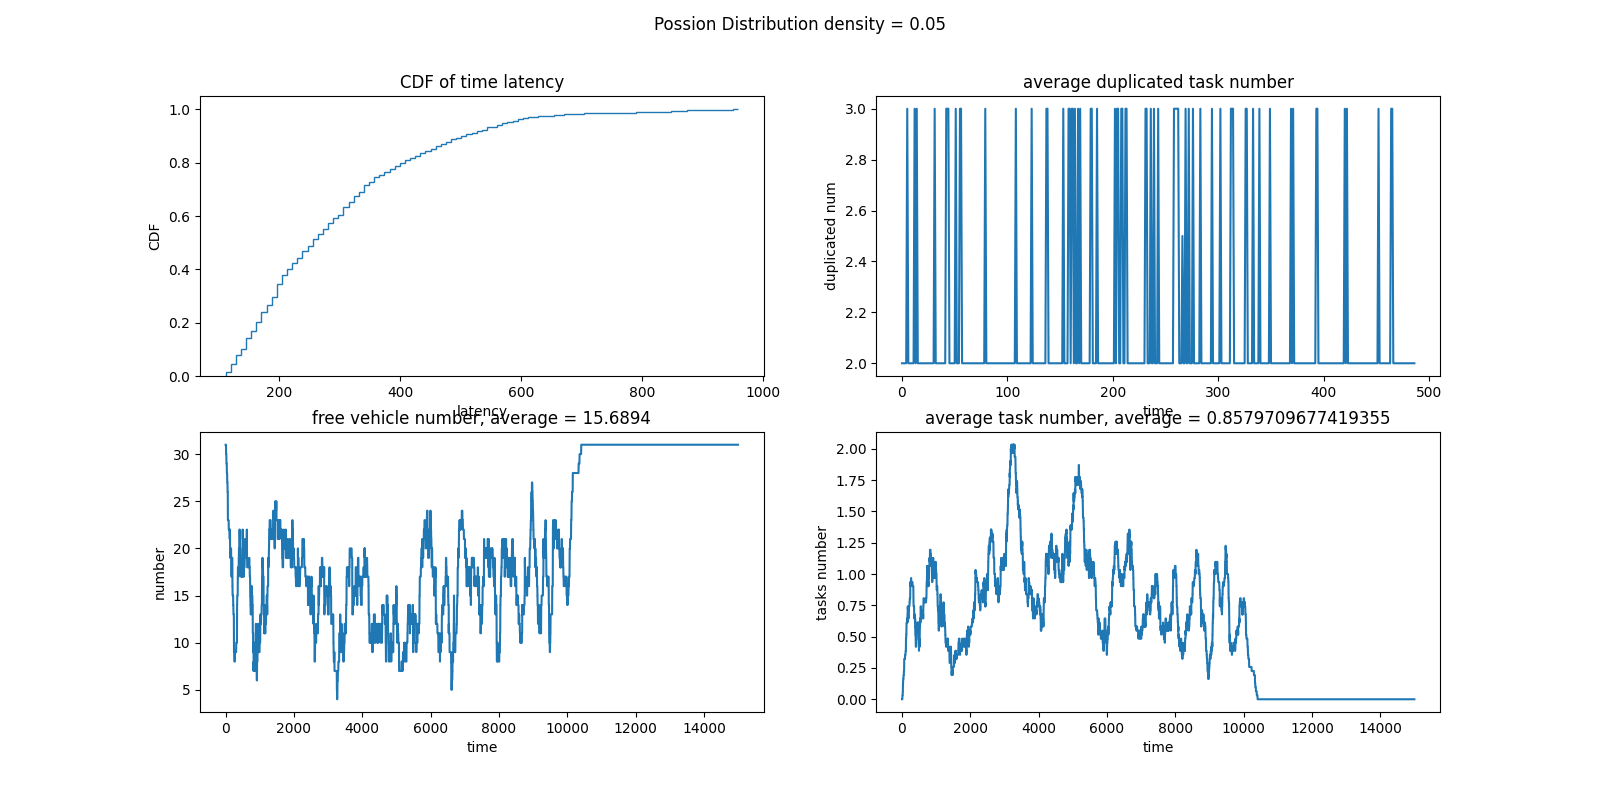 Possion Distribution density = 0.05
CDF of time latency
1.0
0.8
0.6
0.4
0.2
0.0
CDF
200 400 600 800 1000
latency
average duplicated task number
3.0
2.8
2.6
2.4
2.2
2.0
duplicated num
0 100 200 300 400 500
time
free vehicle number, average = 15.6894
30
25
20
15
10
5
number
0 2000 4000 6000 8000 10000 12000 14000
time
average task number, average = 0.8579709677419355
2.00
1.75
1.50
1.25
1.00
0.75
0.50
0.25
0.00
tasks number
0 2000 4000 6000 8000 10000 12000 14000
time